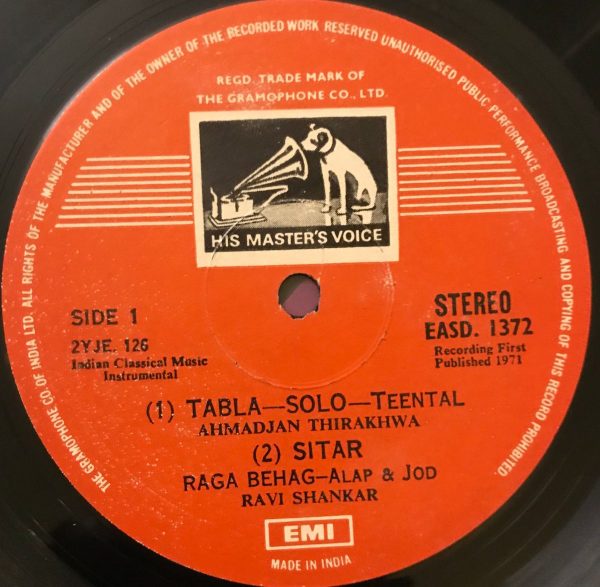 THE GRAMOPHONE CO. OF INDIA LTD. ALL RIGHTS OF THE MANUFACTURER AND OF THE OWNER OF THE RECORDED WORK RESERVED UNAUTHORISED PUBLIC PERFORMANCE BROADCASTING AND COPYING OF THIS RECORD PROHIBITED.
REGD. TRADE MARK OF
THE GRAMOPHONE CO., LTD.
HIS MASTER'S VOICE
SIDE 1
2YJE. 126
Indian Classical Music
Instrumental
STEREO
EASD. 1372
Recording First
Published 1971
(1) TABLA—SOLO—TEENTAL
AHMADJAN THIRAKHWA
(2) SITAR
RAGA BEHAG—ALAP & JOD
RAVI SHANKAR
EMI
MADE IN INDIA